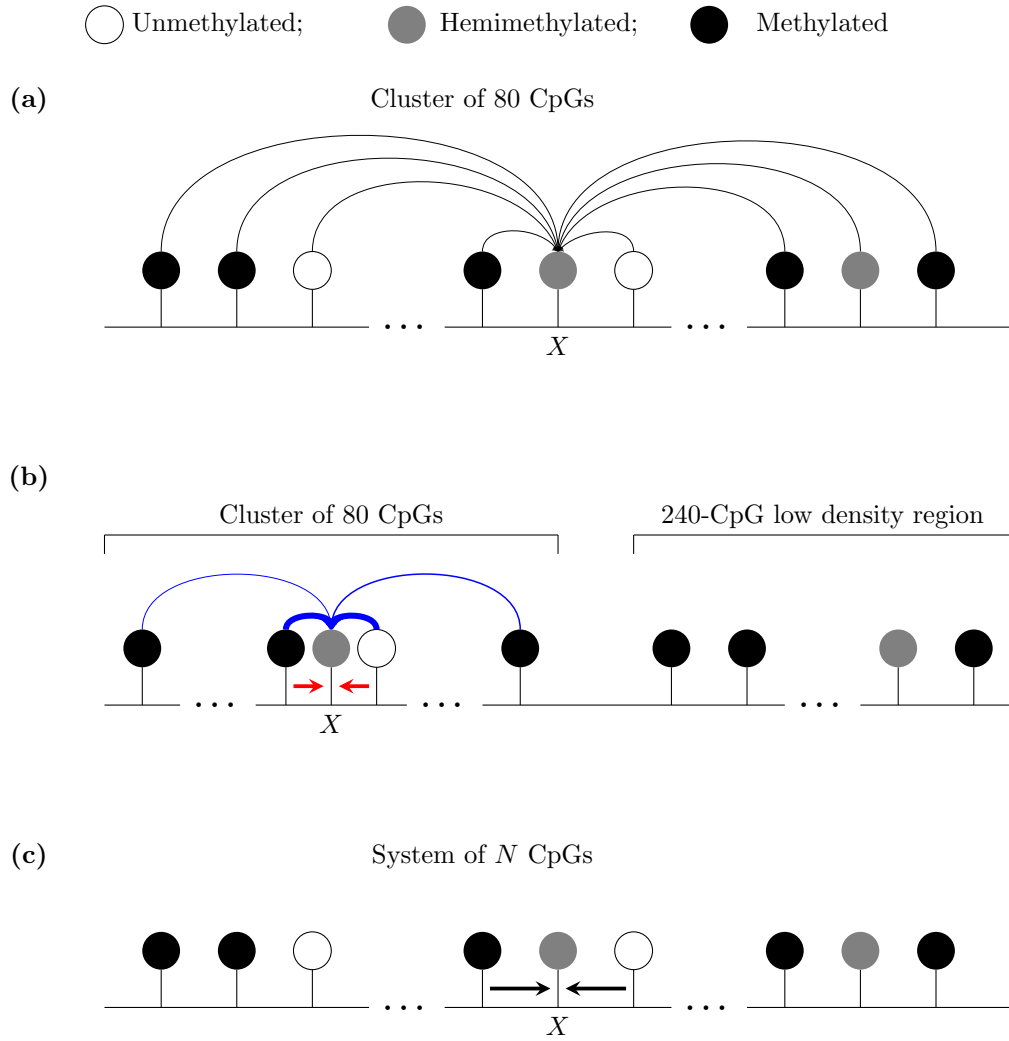 Unmethylated; Hemimethylated; Methylated
(a) Cluster of 80 CpGs
. . . . . .
X
(b)
Cluster of 80 CpGs 240-CpG low density region
. . . . . . . . .
X
(c) System of N CpGs
. . . . . .
X